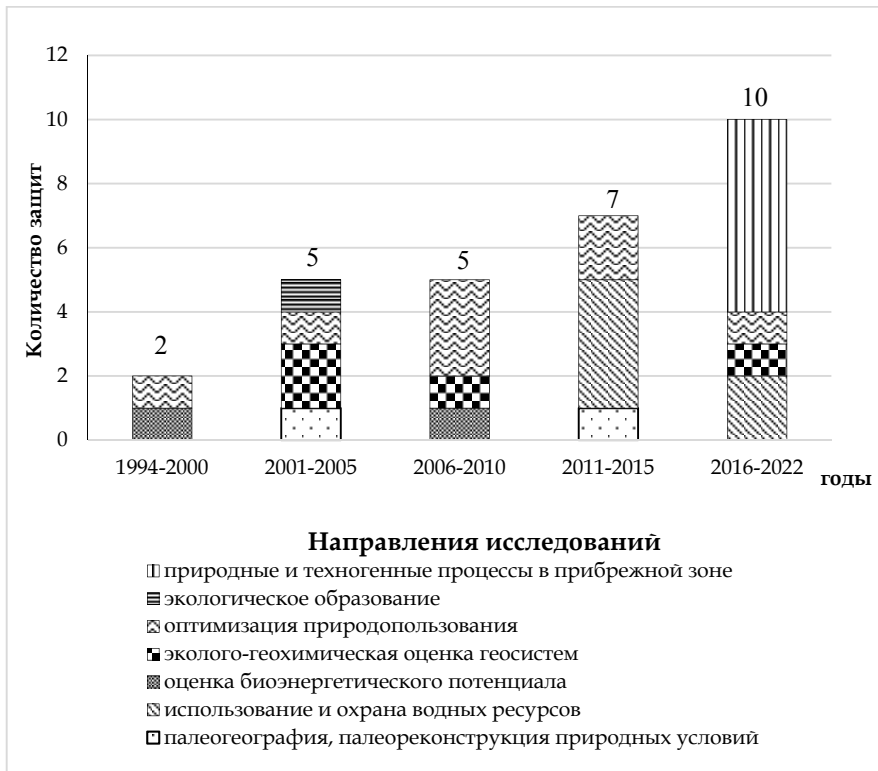 12
10
8
6
4
2
0
Количество защит
2
5
5
7
10
1994-2000 2001-2005 2006-2010 2011-2015 2016-2022
годы
Направления исследований
природные и техногенные процессы в прибрежной зоне
экологическое образование
оптимизация природопользования
эколого-геохимическая оценка геосистем
оценка биоэнергетического потенциала
использование и охрана водных ресурсов
палеогеография, палеореконструкция природных условий